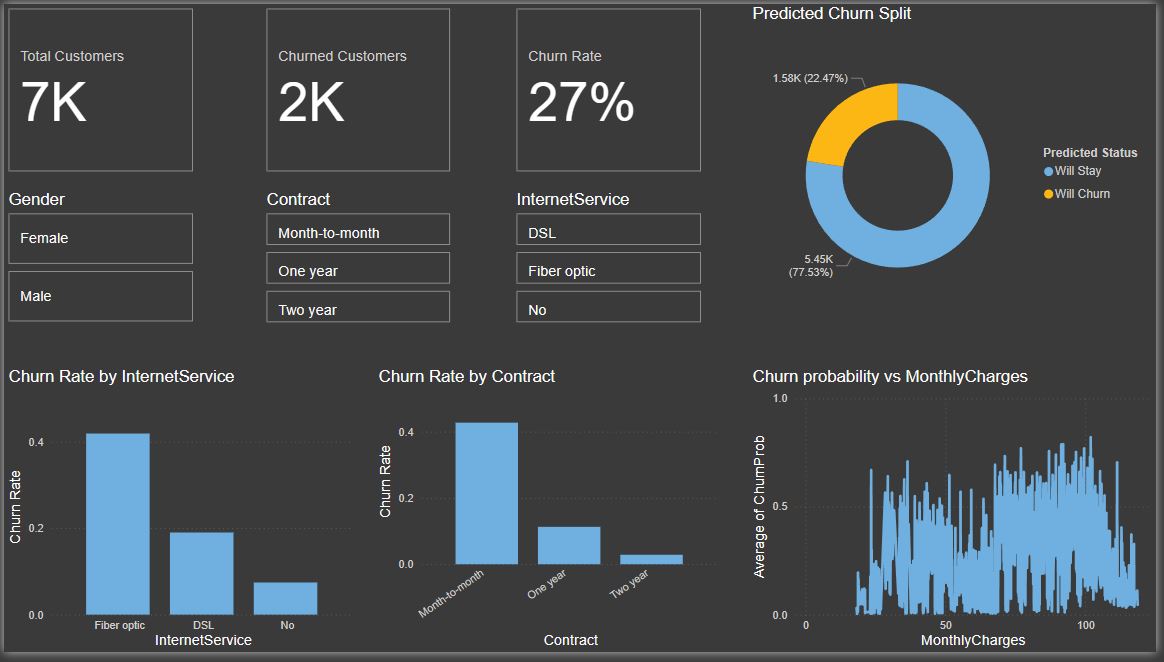 Total Customers
7K
Churned Customers
2K
Churn Rate
27%
Predicted Churn Split
1.58K (22.47%)
5.45K
(77.53%)
Predicted Status
Will Stay
Will Churn
Gender
Female
Male
Contract
Month-to-month
One year
Two year
InternetService
DSL
Fiber optic
No
Churn Rate by InternetService
Churn Rate
0.4
0.2
0.0
Fiber optic
DSL
No
InternetService
Churn Rate by Contract
Churn Rate
0.4
0.2
0.0
Month-to-month
One year
Two year
Contract
Churn probability vs MonthlyCharges
Average of ChurnProb
1.0
0.5
0.0
0
50
100
MonthlyCharges